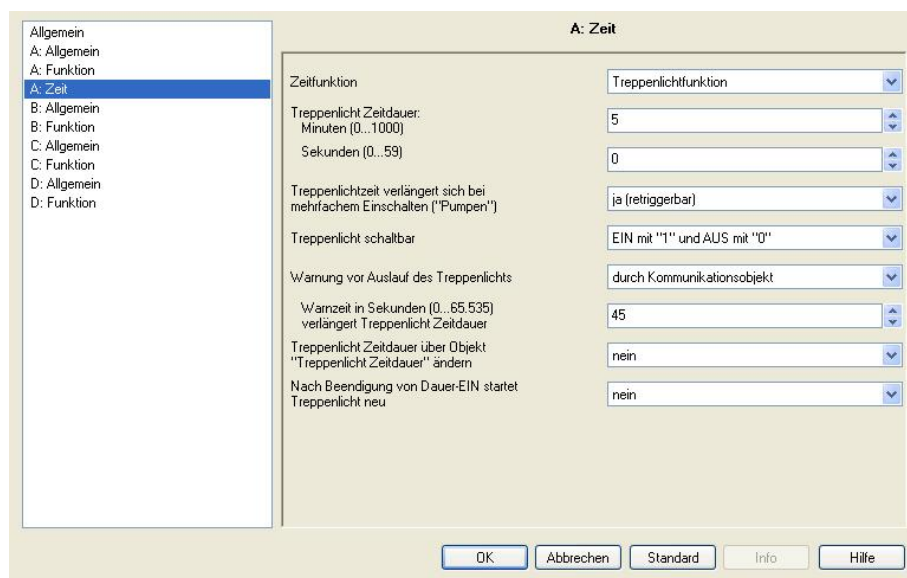 Allgemein
A: Allgemein
A: Funktion
A: Zeit
B: Allgemein
B: Funktion
C: Allgemein
C: Funktion
D: Allgemein
D: Funktion
A: Zeit
Zeitfunktion
Treppenlichtfunktion
Treppenlicht Zeitdauer:
Minuten (0...1000)
5
Sekunden (0...59)
0
Treppenlichtzeit verlängert sich bei
mehrfachem Einschalten ("Pumpen")
ja (retriggerbar)
Treppenlicht schaltbar
EIN mit "1" und AUS mit "0"
Warnung vor Auslauf des Treppenlichts
durch Kommunikationsobjekt
Warnzeit in Sekunden (0...65.535)
verlängert Treppenlicht Zeitdauer
45
Treppenlicht Zeitdauer über Objekt
"Treppenlicht Zeitdauer" ändern
nein
Nach Beendigung von Dauer-EIN startet
Treppenlicht neu
nein
OK
Abbrechen
Standard
Info
Hilfe